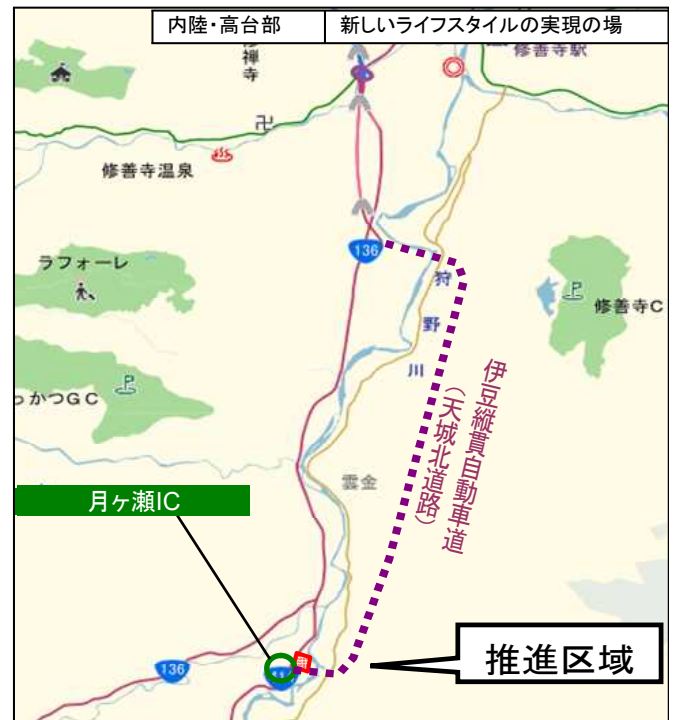 内陸・高台部
新しいライフスタイルの実現の場
修善寺駅
禅寺
卍
修善寺温泉
136
ラフォーレ
狩野川
修善寺C
伊豆縦貫自動車道
（天城北道路）
っかつGC
雲金
月ヶ瀬IC
推進区域
136